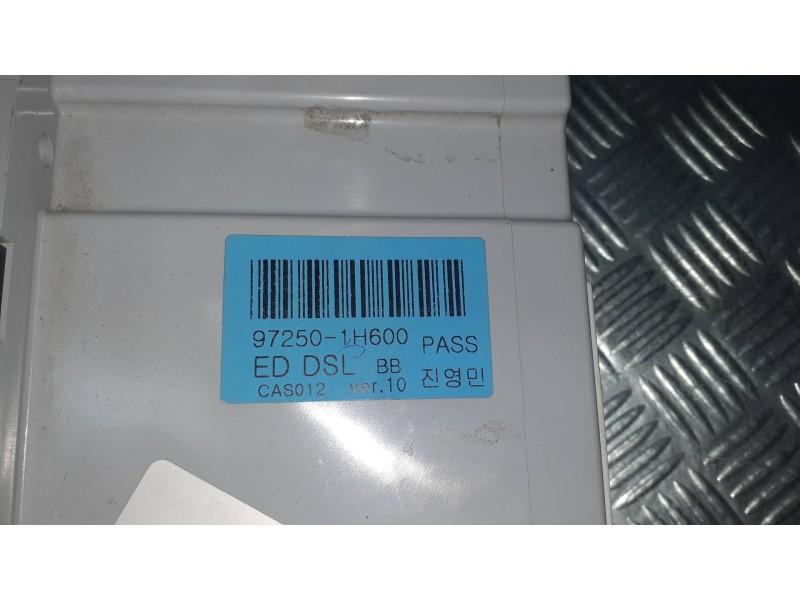 97250-1H600 PASS
ED DSL BB
CAS012 ver.10 진영민